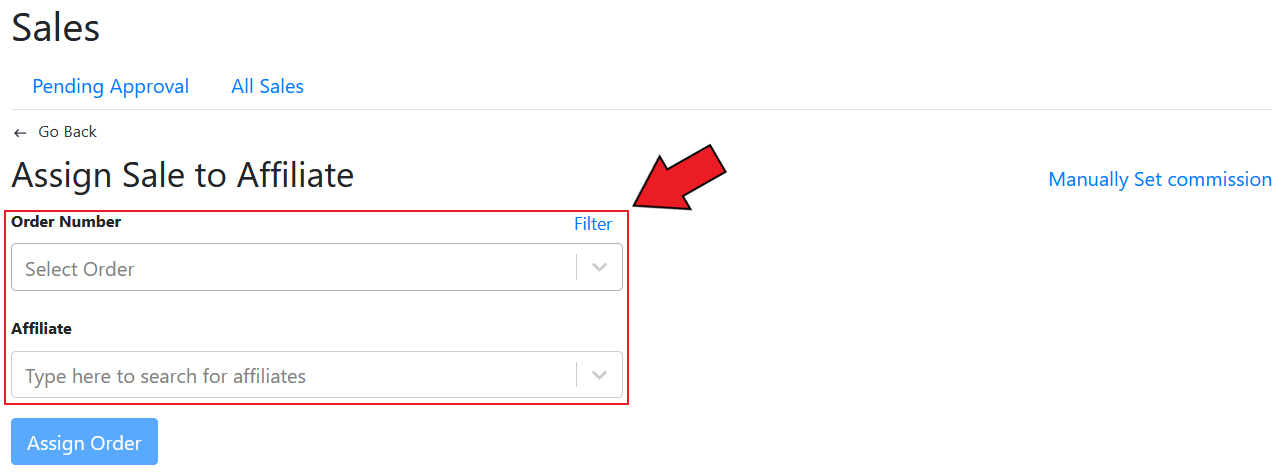 Sales
Pending Approval All Sales
← Go Back
Assign Sale to Affiliate
Manually Set commission
Order Number Filter
Select Order
Affiliate
Type here to search for affiliates
Assign Order